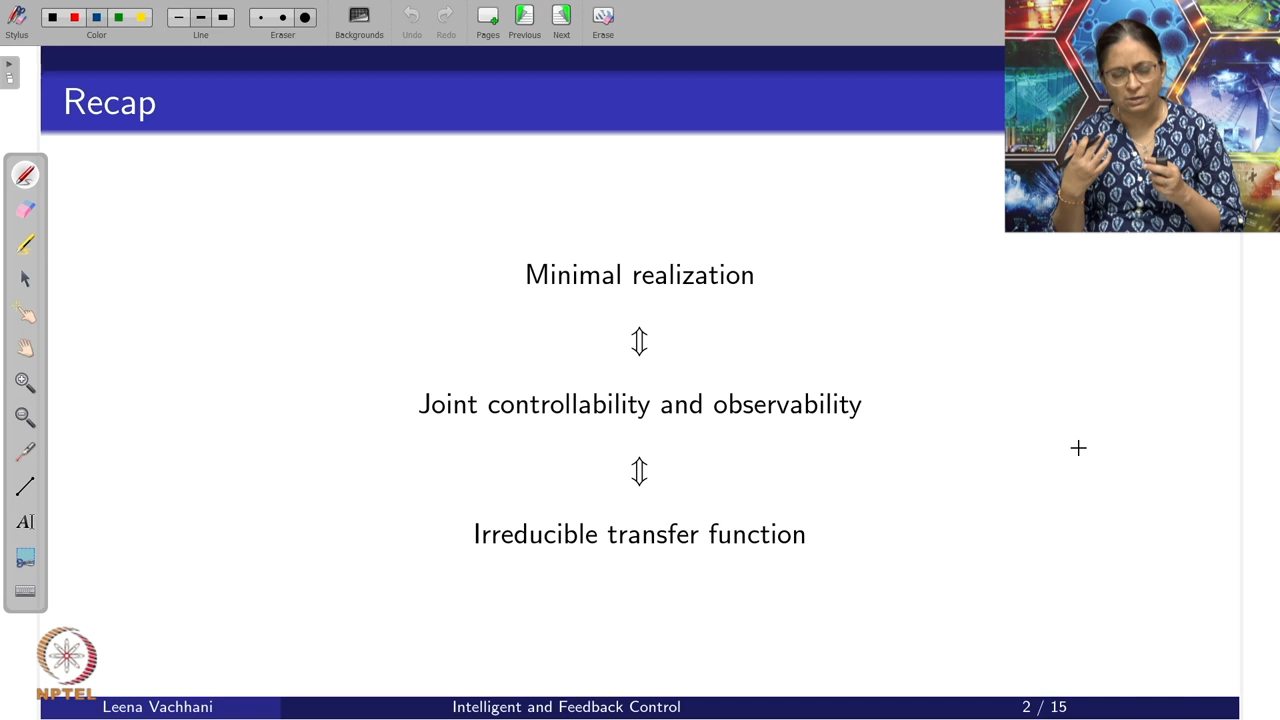 Stylus
Color
Line
Eraser
Backgrounds
Undo
Redo
Pages
Previous
Next
Erase
Recap
Minimal realization
⇕
Joint controllability and observability
⇕
Irreducible transfer function
NPTEL
Leena Vachhani
Intelligent and Feedback Control
2 / 15